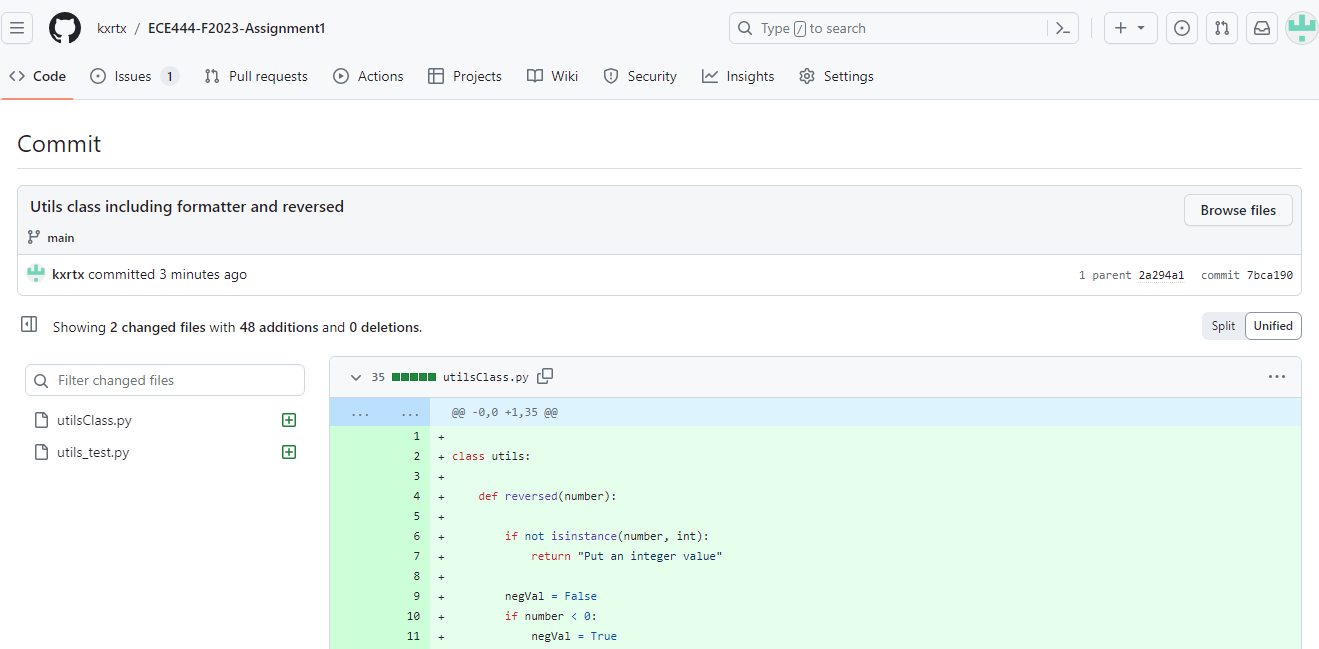 kxrtx / ECE444-F2023-Assignment1
Type / to search
Code Issues 1 Pull requests Actions Projects Wiki Security Insights Settings
Commit
Utils class including formatter and reversed
Browse files
main
kxrtx committed 3 minutes ago
1 parent 2a294a1 commit 7bca190
Showing 2 changed files with 48 additions and 0 deletions.
Split Unified
Filter changed files
utilsClass.py
utils_test.py
35 utilsClass.py
... ... @@ -0,0 +1,35 @@
1 +
2 + class utils:
3 +
4 +     def reversed(number):
5 +
6 +         if not isinstance(number, int):
7 +             return "Put an integer value"
8 +
9 +         negVal = False
10 +         if number < 0:
11 +             negVal = True